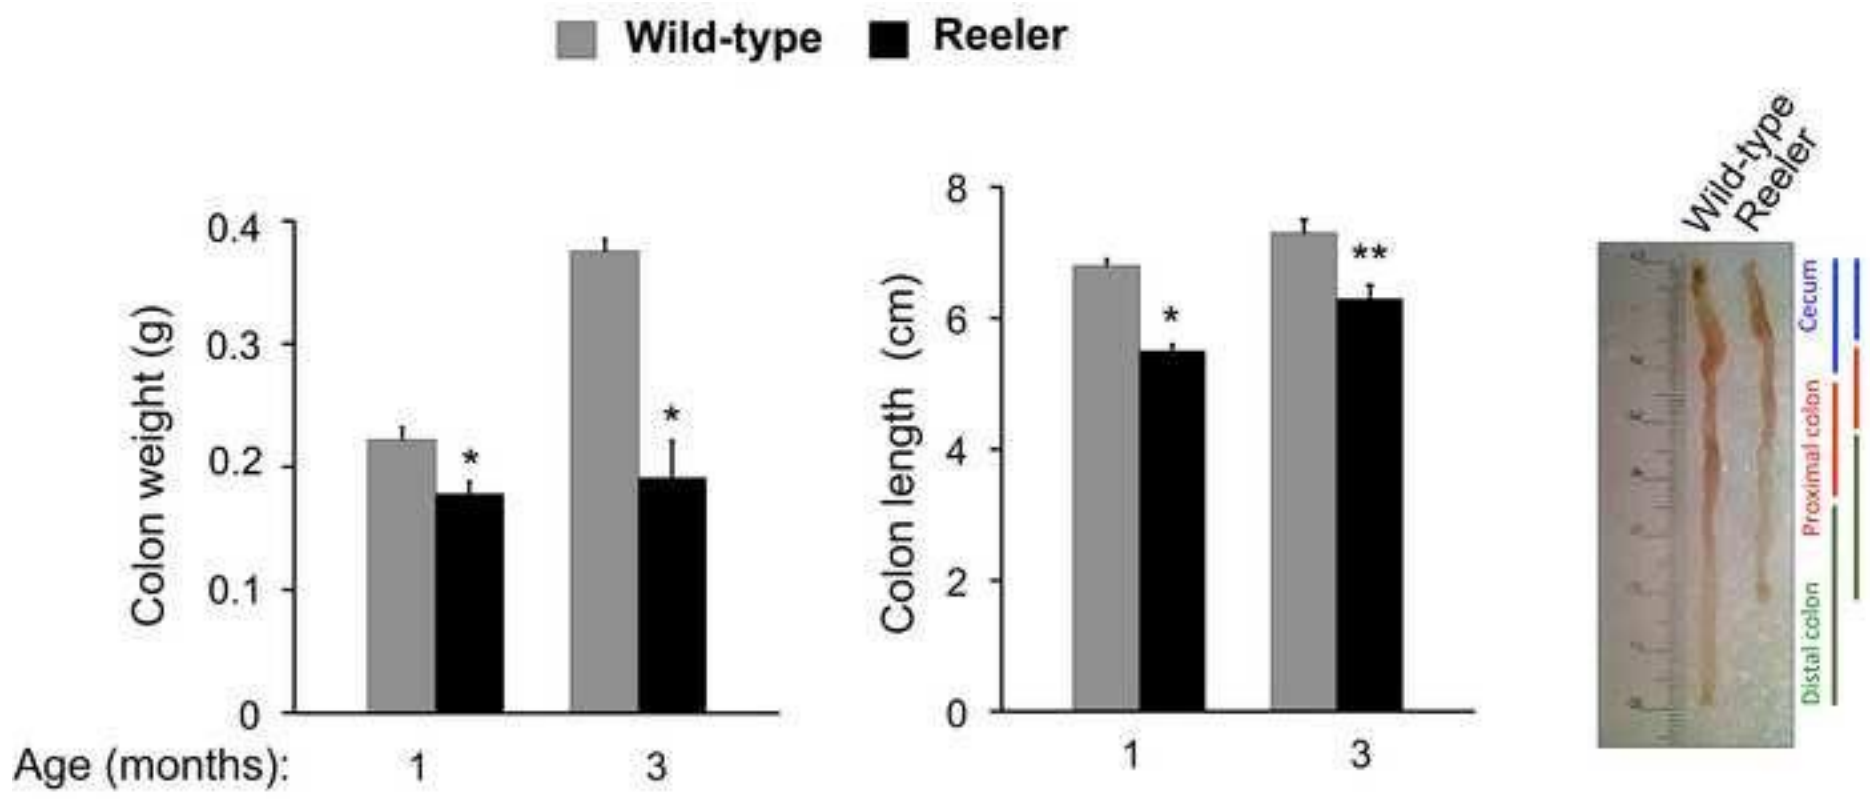 Wild-type Reeler
Colon weight (g)
0.4
0.3
0.2
0.1
0
*
*
Age (months): 1 3
Colon length (cm)
8
6
4
2
0
*
**
1 3
Wild-type
Reeler
Cecum
Proximal colon
Distal colon